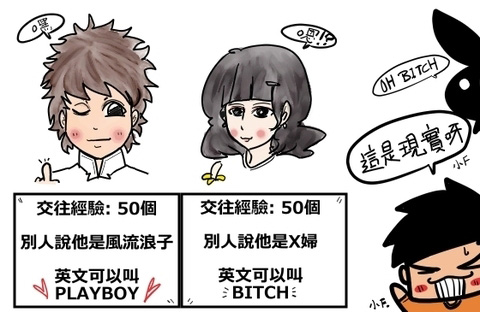 嘿
嘿!?
OH BITCH
這是現實呀
小F
交往經驗: 50個
別人說他是風流浪子
英文可以叫
PLAYBOY
交往經驗: 50個
別人說他是X婦
英文可以叫
BITCH
小F